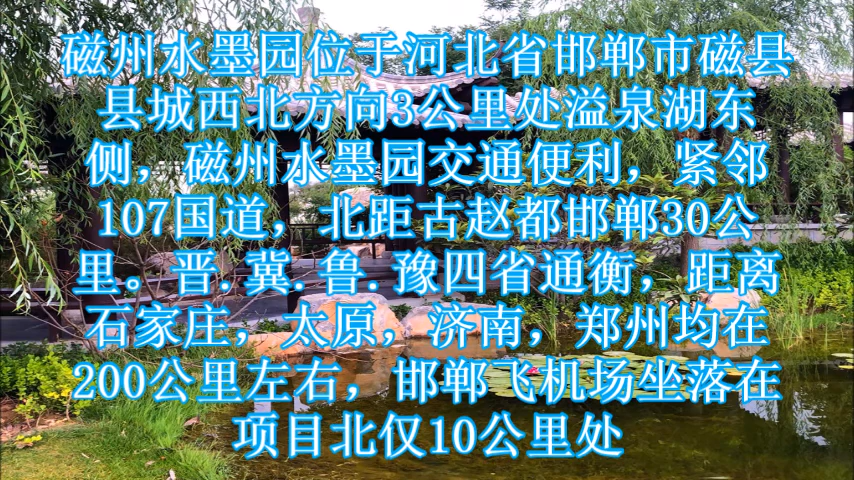 磁州水墨园位于河北省邯郸市磁县
县城西北方向3公里处溢泉湖东
侧，磁州水墨园交通便利，紧邻
107国道，北距古赵都邯郸30公
里。晋.冀.鲁.豫四省通衡，距离
石家庄，太原，济南，郑州均在
200公里左右，邯郸飞机场坐落在
项目北仅10公里处